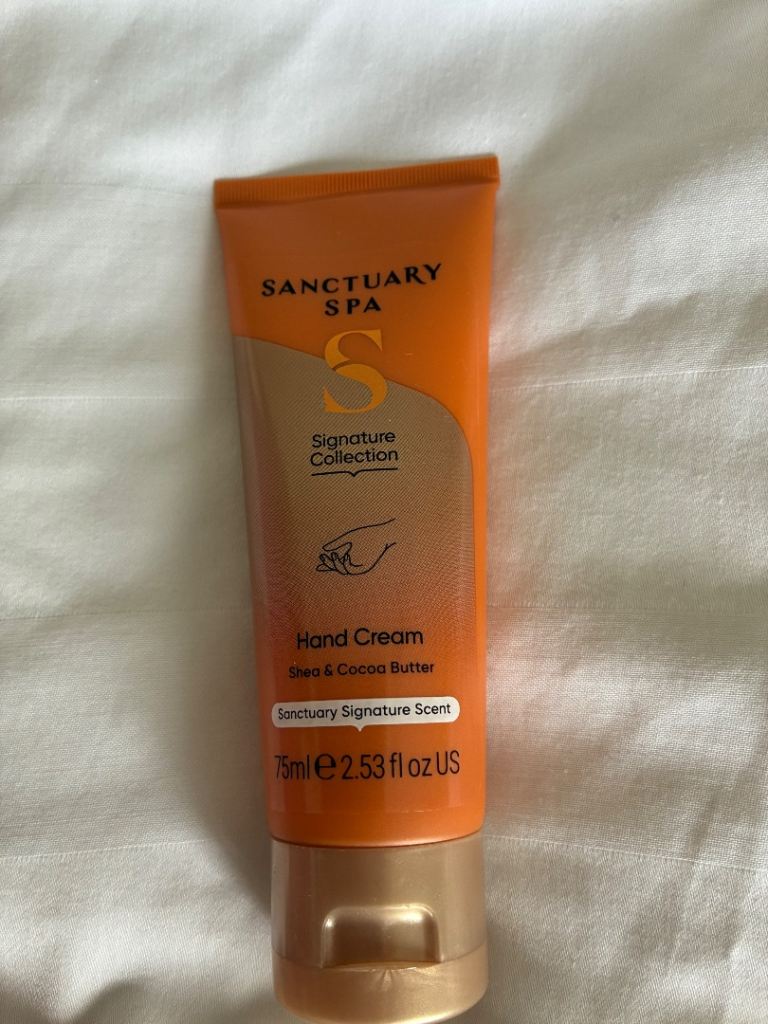 SANCTUARY
SPA
S
Signature
Collection
Hand Cream
Shea & Cocoa Butter
Sanctuary Signature Scent
75ml ℮ 2.53 fl oz US